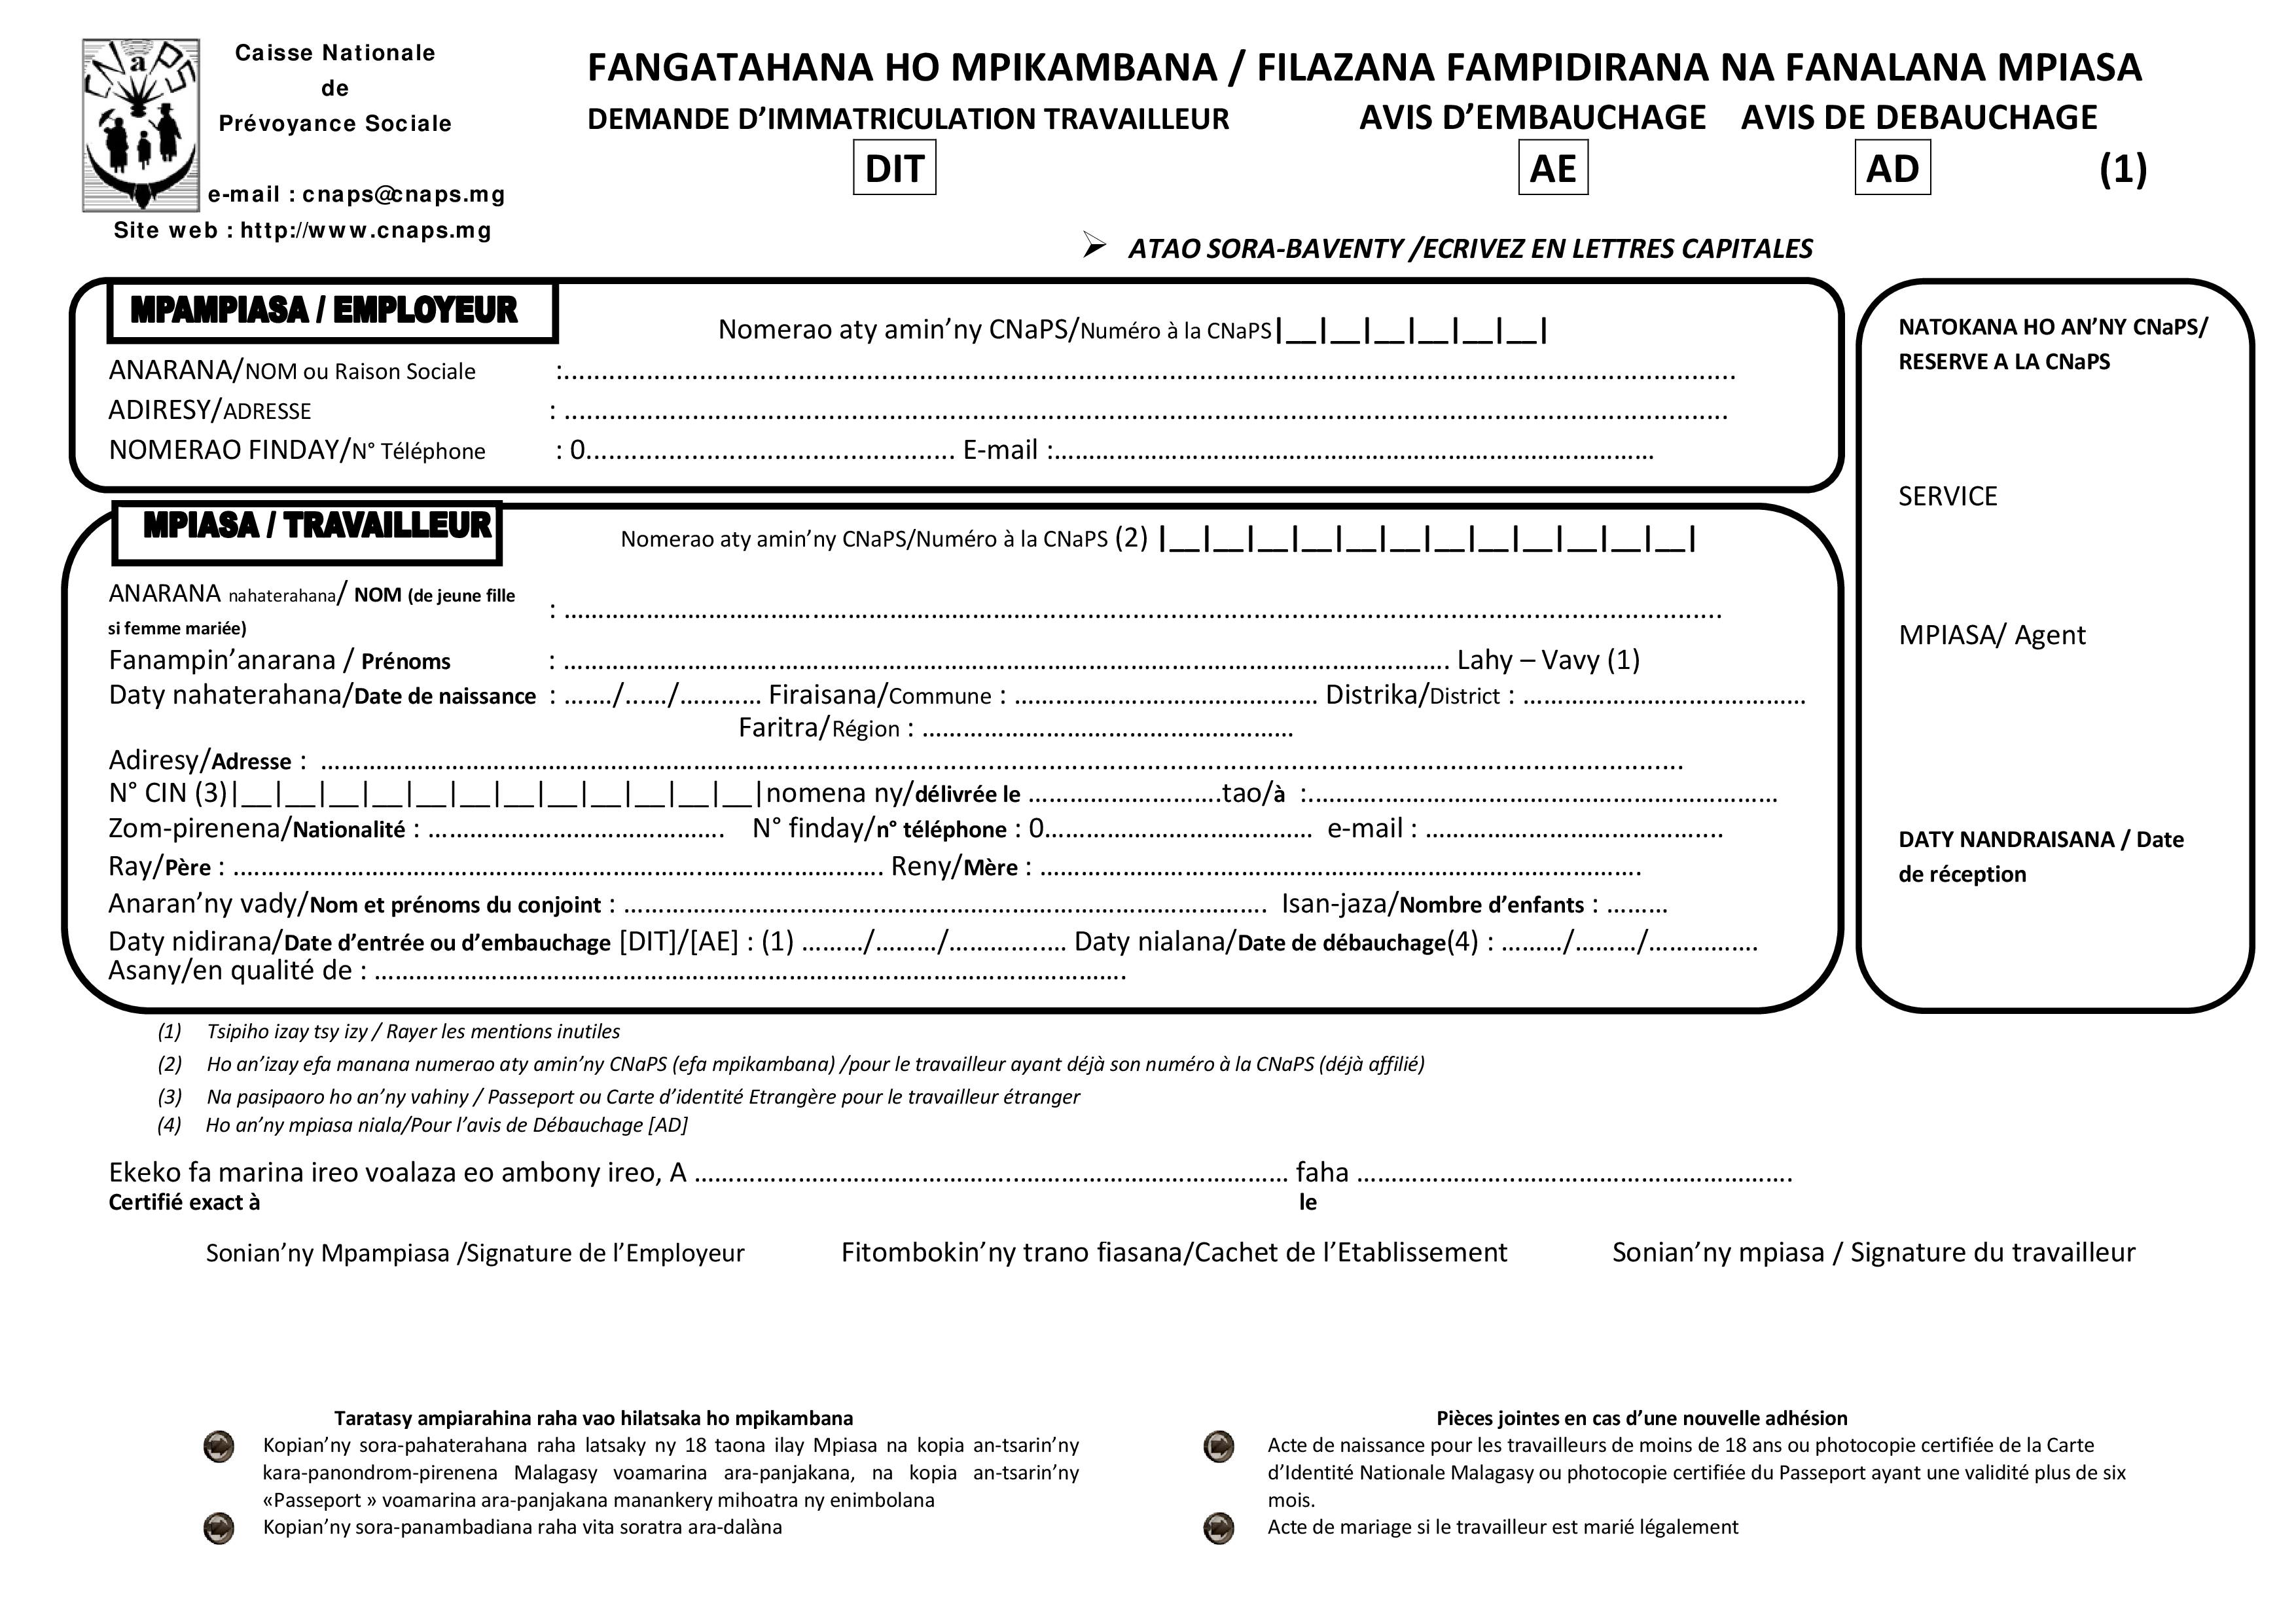 CNaPS
Caisse Nationale
de
Prévoyance Sociale
e-mail : cnaps@cnaps.mg
Site web : http://www.cnaps.mg
FANGATAHANA HO MPIKAMBANA / FILAZANA FAMPIDIRANA NA FANALANA MPIASA
DEMANDE D’IMMATRICULATION TRAVAILLEUR AVIS D’EMBAUCHAGE AVIS DE DEBAUCHAGE
DIT AE AD (1)
➢ ATAO SORA-BAVENTY /ECRIVEZ EN LETTRES CAPITALES
MPAMPIASA / EMPLOYEUR
Nomerao aty amin’ny CNaPS/Numéro à la CNaPS|__|__|__|__|__|__|
ANARANA/NOM ou Raison Sociale :..........................................................
ADIRESY/ADRESSE : ..........................................................
NOMERAO FINDAY/N° Téléphone : 0................................ E-mail :................................
MPIASA / TRAVAILLEUR
Nomerao aty amin’ny CNaPS/Numéro à la CNaPS (2) |__|__|__|__|__|__|__|__|__|__|__|__|
ANARANA nahaterahana/ NOM (de jeune fille
si femme mariée) : ..........................................................
Fanampin’anarana / Prénoms : .......................................................... Lahy – Vavy (1)
Daty nahaterahana/Date de naissance : ......./....../............ Firaisana/Commune : ................................ Distrika/District : ................................
Faritra/Région : ................................
Adiresy/Adresse : ..........................................................
N° CIN (3)|__|__|__|__|__|__|__|__|__|__|__|__|nomena ny/délivrée le ........................tao/à :................................
Zom-pirenena/Nationalité : ................................ N° finday/n° téléphone : 0................................ e-mail : ................................
Ray/Père : ................................ Reny/Mère : ................................
Anaran’ny vady/Nom et prénoms du conjoint : .......................................................... Isan-jaza/Nombre d’enfants : .........
Daty nidirana/Date d’entrée ou d’embauchage [DIT]/[AE] : (1) ........./........./................ Daty nialana/Date de débauchage(4) : ........./........./................
Asany/en qualité de : ..........................................................
NATOKANA HO AN’NY CNaPS/
RESERVE A LA CNaPS
SERVICE
MPIASA/ Agent
DATY NANDRAISANA / Date
de réception
(1) Tsipiho izay tsy izy / Rayer les mentions inutiles
(2) Ho an’izay efa manana numerao aty amin’ny CNaPS (efa mpikambana) /pour le travailleur ayant déjà son numéro à la CNaPS (déjà affilié)
(3) Na pasipaoro ho an’ny vahiny / Passeport ou Carte d’identité Etrangère pour le travailleur étranger
(4) Ho an’ny mpiasa niala/Pour l’avis de Débauchage [AD]
Ekeko fa marina ireo voalaza eo ambony ireo, A .......................................................... faha ................................
Certifié exact à le
Sonian’ny Mpampiasa /Signature de l’Employeur Fitombokin’ny trano fiasana/Cachet de l’Etablissement Sonian’ny mpiasa / Signature du travailleur
Taratasy ampiarahina raha vao hilatsaka ho mpikambana
Kopian’ny sora-pahaterahana raha latsaky ny 18 taona ilay Mpiasa na kopia an-tsarin’ny
kara-panondrom-pirenena Malagasy voamarina ara-panjakana, na kopia an-tsarin’ny
«Passeport » voamarina ara-panjakana manankery mihoatra ny enimbolana
Kopian’ny sora-panambadiana raha vita soratra ara-dalàna
Pièces jointes en cas d’une nouvelle adhésion
Acte de naissance pour les travailleurs de moins de 18 ans ou photocopie certifiée de la Carte
d’Identité Nationale Malagasy ou photocopie certifiée du Passeport ayant une validité plus de six
mois.
Acte de mariage si le travailleur est marié légalement